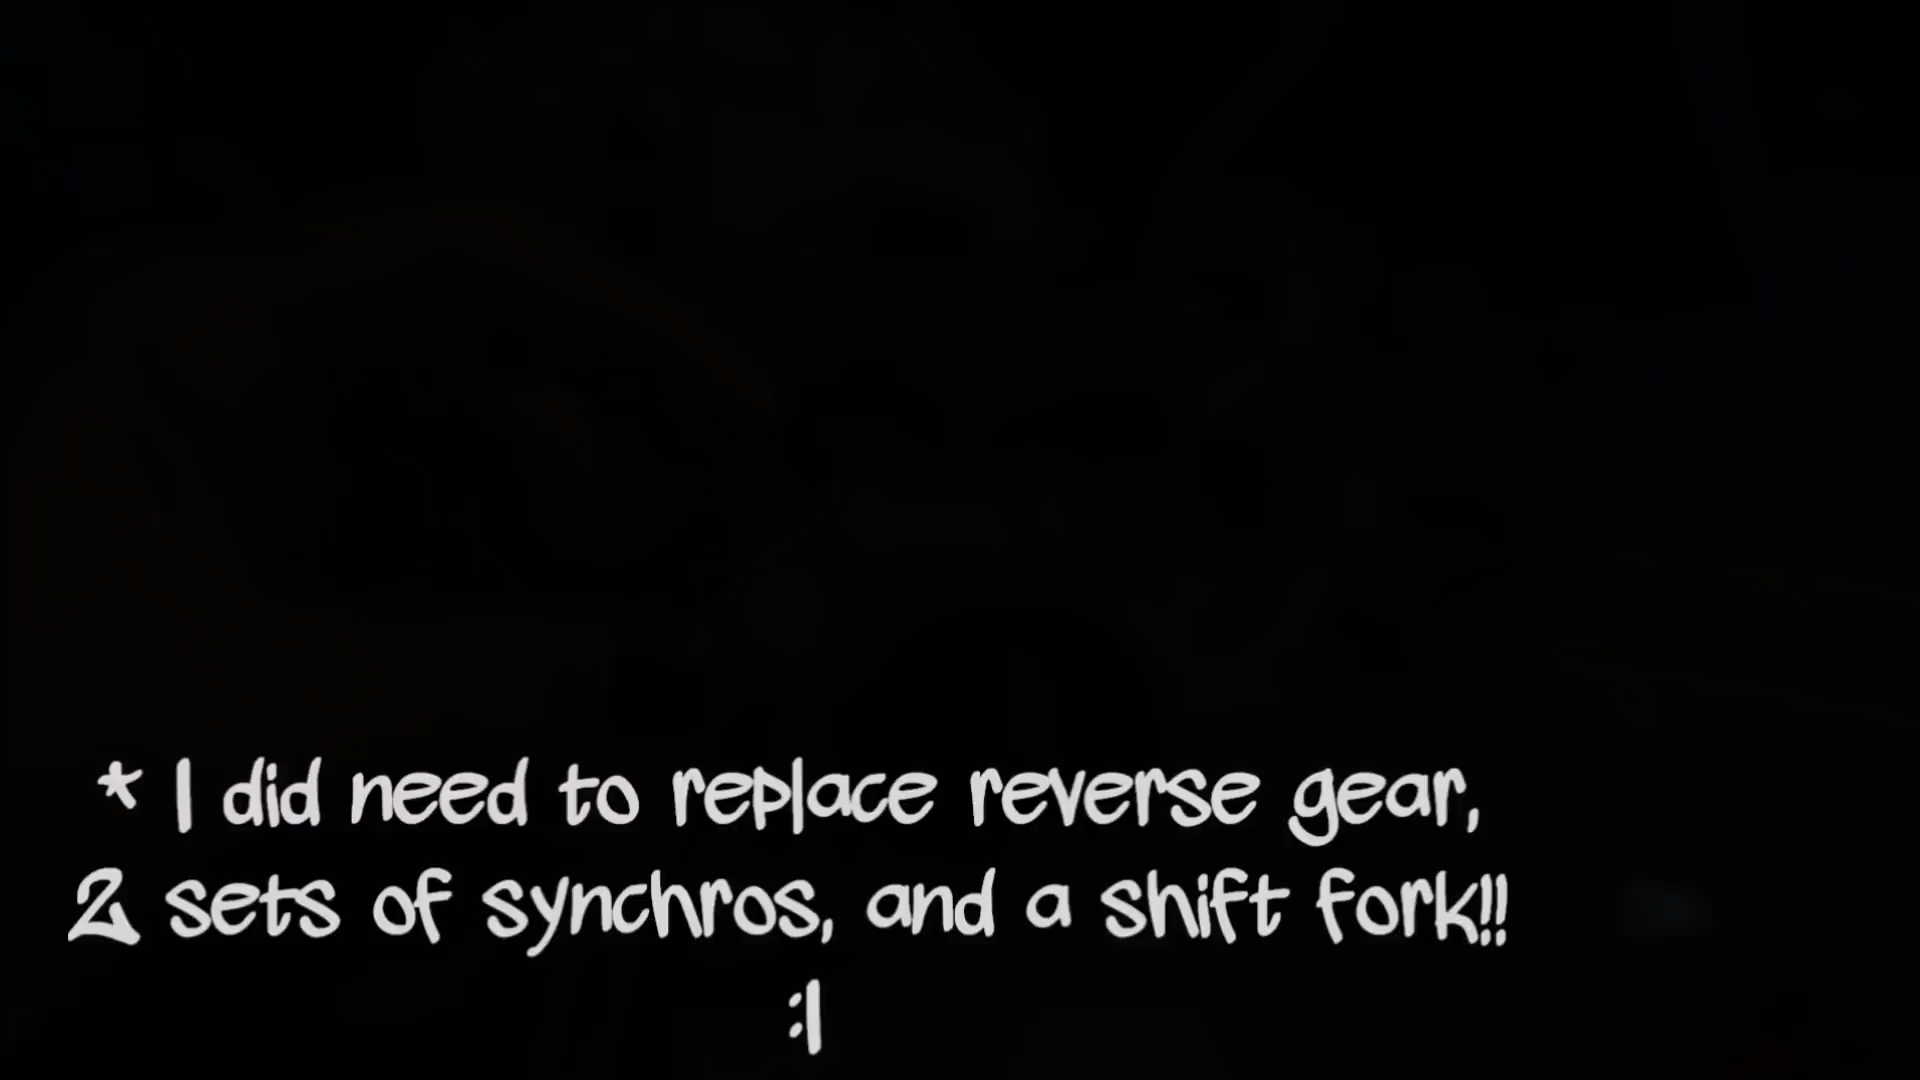 * I did need to replace reverse gear,
2 sets of synchros, and a shift fork!!
:|